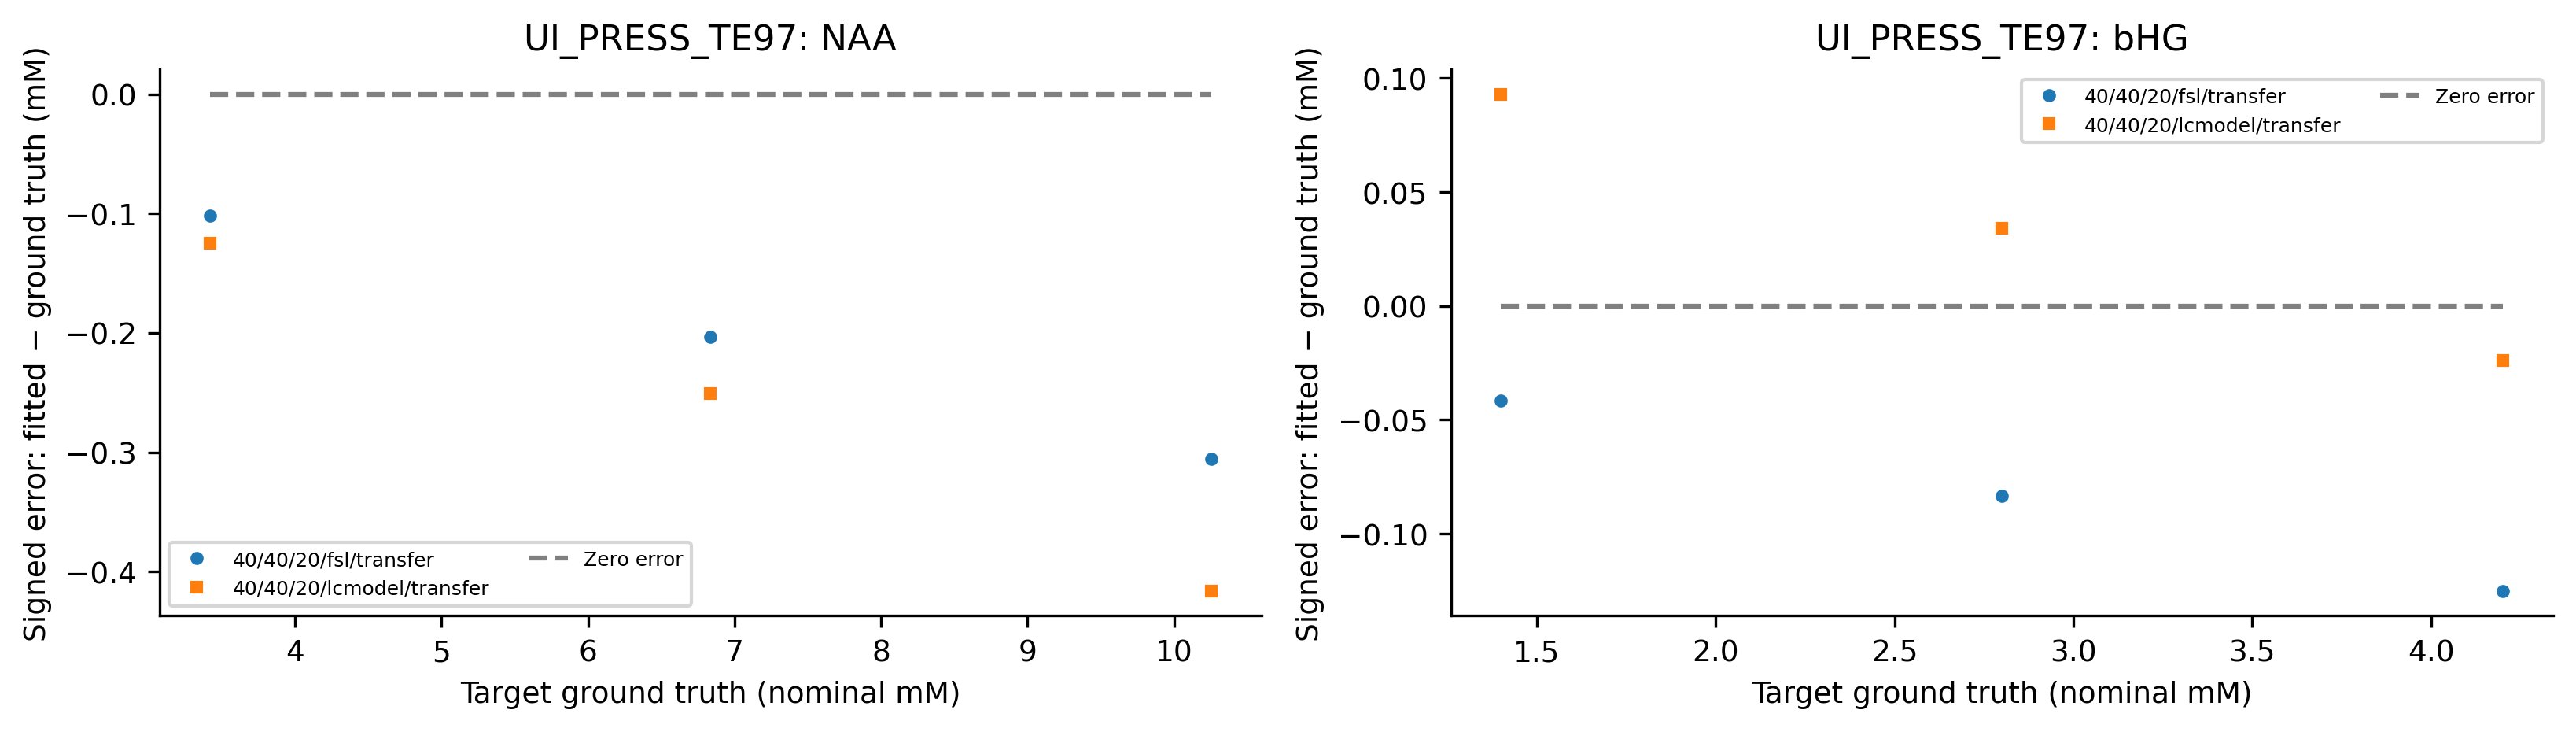 UI_PRESS_TE97: NAA
Signed error: fitted − ground truth (mM)
0.0
−0.1
−0.2
−0.3
−0.4
40/40/20/fsl/transfer
40/40/20/lcmodel/transfer
Zero error
4 5 6 7 8 9 10
Target ground truth (nominal mM)
UI_PRESS_TE97: bHG
Signed error: fitted − ground truth (mM)
0.10
0.05
0.00
−0.05
−0.10
40/40/20/fsl/transfer
40/40/20/lcmodel/transfer
Zero error
1.5 2.0 2.5 3.0 3.5 4.0
Target ground truth (nominal mM)